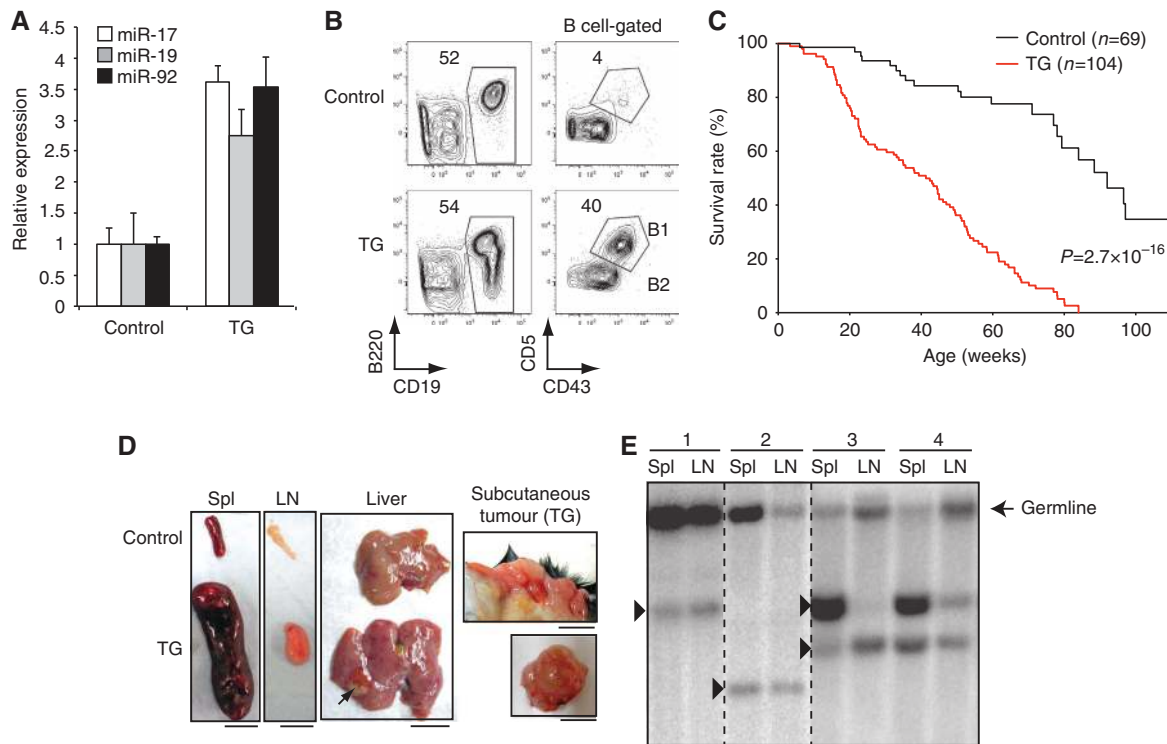 A
4.5
4
3.5
3
2.5
2
1.5
1
0.5
0
Relative expression
miR-17
miR-19
miR-92
Control
TG
B
B cell-gated
Control
52
4
TG
54
40
B1
B2
B220
CD19
CD5
CD43
C
100
80
60
40
20
0
Survival rate (%)
Control (n=69)
TG (n=104)
P=2.7×10⁻¹⁶
0 20 40 60 80 100
Age (weeks)
D
Spl LN Liver Subcutaneous
tumour (TG)
Control
TG
E
1 2 3 4
Spl LN Spl LN Spl LN Spl LN
Germline